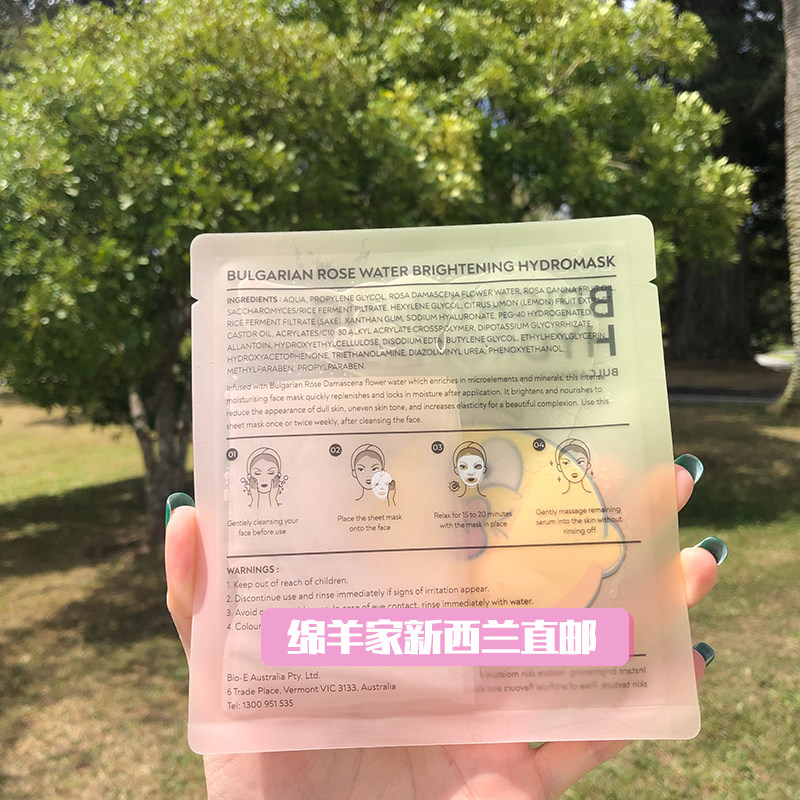 BULGARIAN ROSE WATER BRIGHTENING HYDROMASK
INGREDIENTS : AQUA, PROPYLENE GLYCOL, ROSA DAMASCENA FLOWER WATER, ROSA CANINA FRUIT OIL,
SACCHAROMYCES/RICE FERMENT FILTRATE, HEXYLENE GLYCOL, CITRUS LIMON (LEMON) FRUIT EXTRACT,
RICE FERMENT FILTRATE (SAKE), XANTHAN GUM, SODIUM HYALURONATE, PEG-40 HYDROGENATED
CASTOR OIL, ACRYLATES/C10-30 ALKYL ACRYLATE CROSSPOLYMER, DIPOTASSIUM GLYCYRRHIZATE,
ALLANTOIN, HYDROXYETHYLCELLULOSE, DISODIUM EDTA, BUTYLENE GLYCOL, ETHYLHEXYLGLYCERIN,
HYDROXYACETOPHENONE, TRIETHANOLAMINE, DIAZOLIDINYL UREA, PHENOXYETHANOL,
METHYLPARABEN, PROPYLPARABEN.
Infused with Bulgarian Rose Damascena flower water which enriches in microelements and minerals, this intense
moisturising face mask quickly replenishes and locks in moisture after application. It brightens and nourishes to
reduce the appearance of dull skin, uneven skin tone, and increases elasticity for a beautiful complexion. Use this
sheet mask once or twice weekly, after cleansing the face.
01 02 03 04
Gentely cleansing your
face before use
Place the sheet mask
onto the face
Relax for 15 to 20 minutes
with the mask in place
Gently massage remaining
serum into the skin without
rinsing off
WARNINGS :
1. Keep out of reach of children.
2. Discontinue use and rinse immediately if signs of irritation appear.
3. Avoid of eye contact, rinse immediately with water.
4. Colour
绵羊家新西兰直邮
Bio-E Australia Pty. Ltd.
6 Trade Place, Vermont VIC 3133, Australia
Tel: 1300 951 535